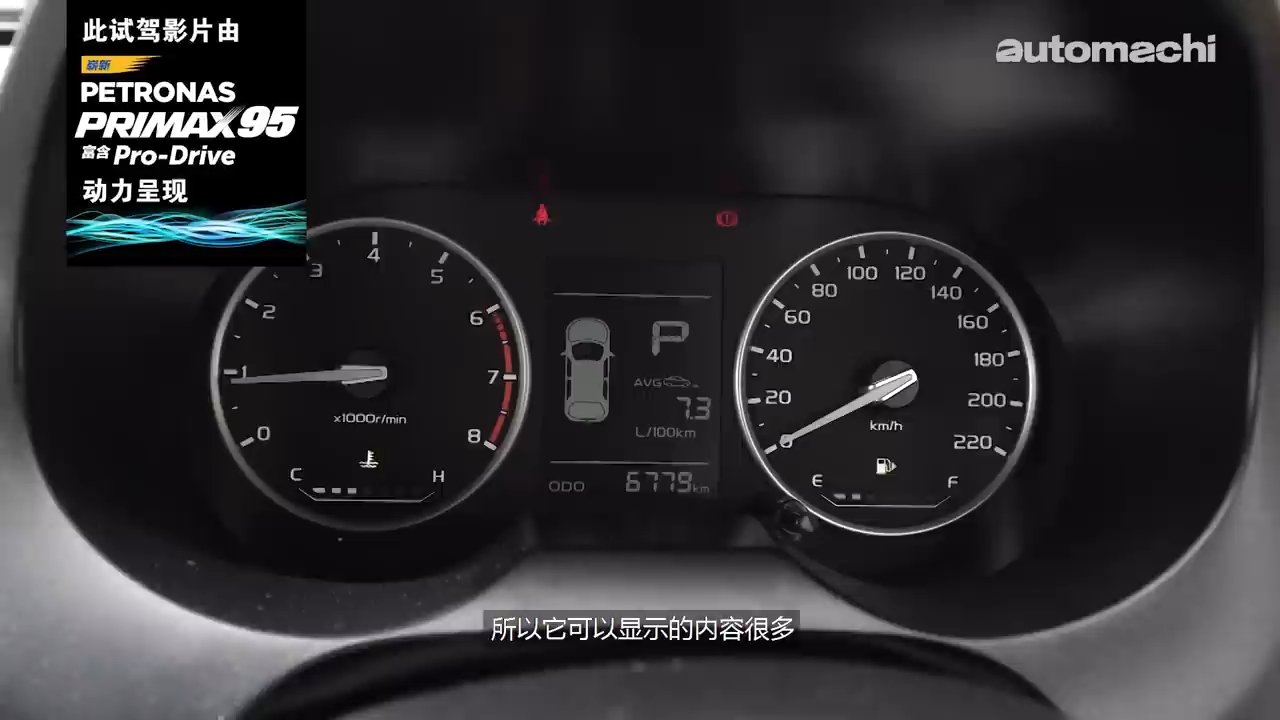 此试驾影片由
崭新
PETRONAS
PRIMAX95
富含 Pro-Drive
动力呈现
automachi
0 1 2 3 4 5 6 7 8
x1000r/min
C H
P
AVG
7.3
L/100km
ODO 6779km
0 20 40 60 80 100 120 140 160 180 200 220
km/h
E F
所以它可以显示的内容很多